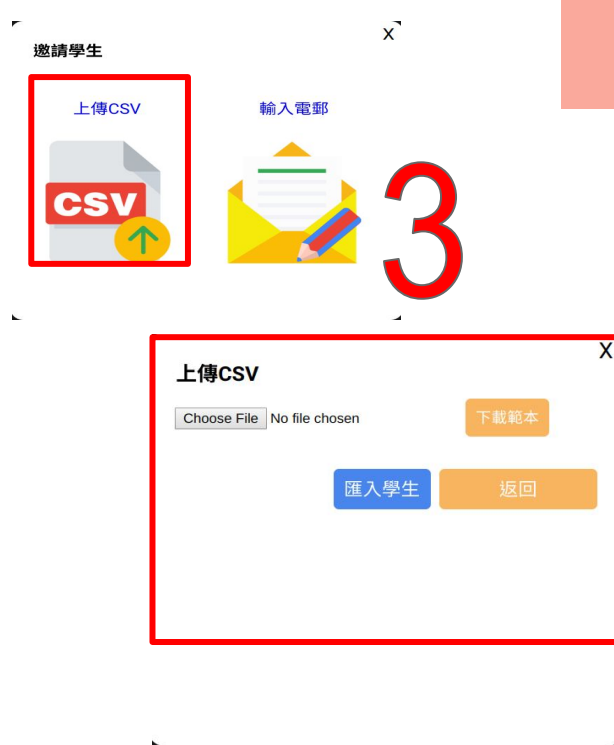 邀請學生
X
上傳CSV
輸入電郵
CSV
3
X
上傳CSV
Choose File No file chosen
下載範本
匯入學生
返回